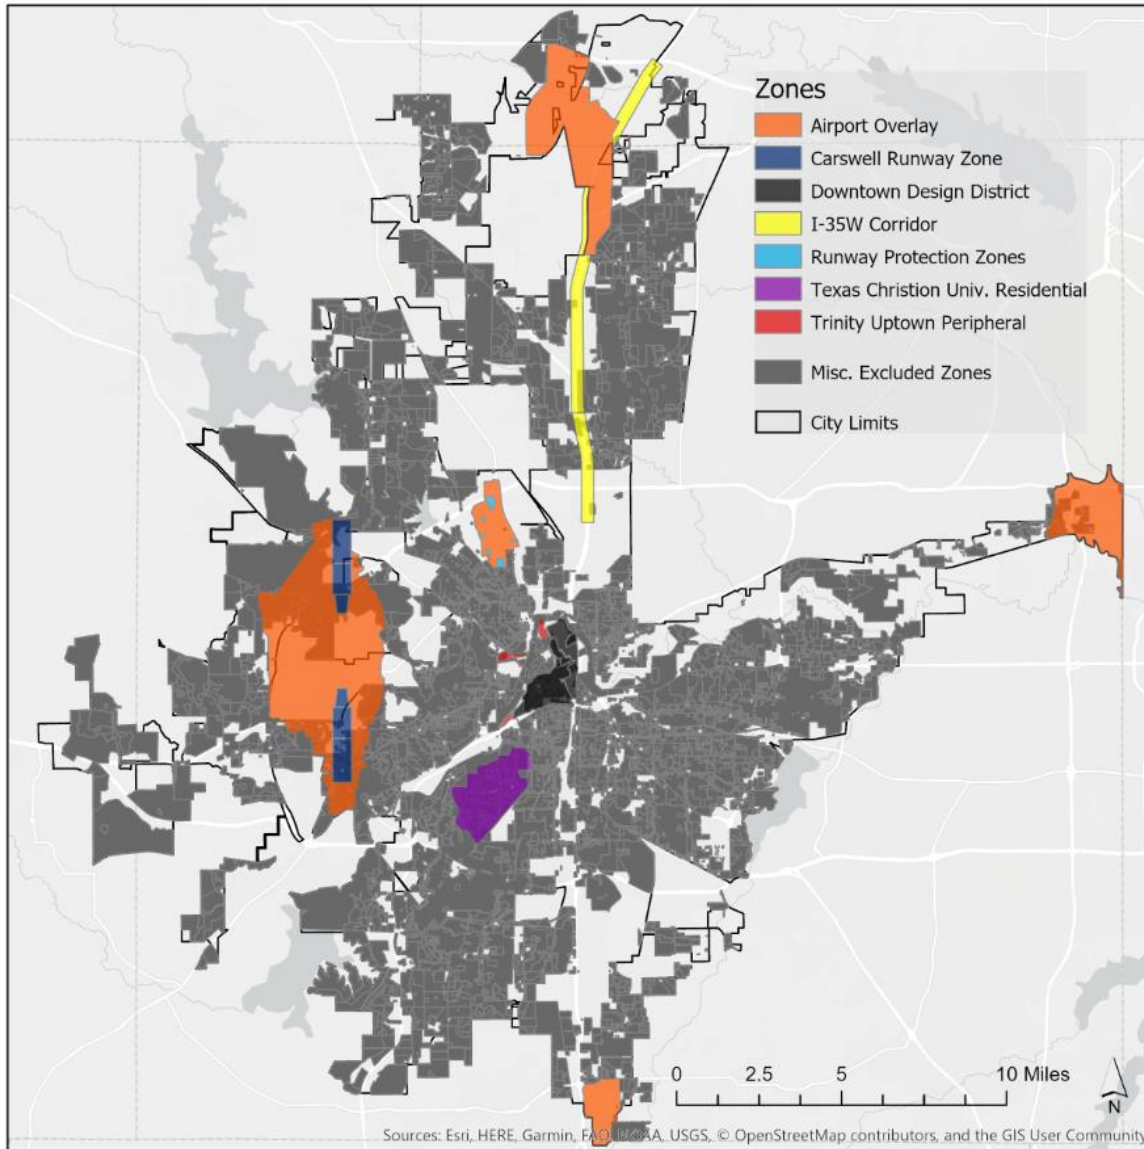 Zones
Airport Overlay
Carswell Runway Zone
Downtown Design District
I-35W Corridor
Runway Protection Zones
Texas Christion Univ. Residential
Trinity Uptown Peripheral
Misc. Excluded Zones
City Limits
0 2.5 5 10 Miles
N
Sources: Esri, HERE, Garmin, FAO, NOAA, USGS, © OpenStreetMap contributors, and the GIS User Community